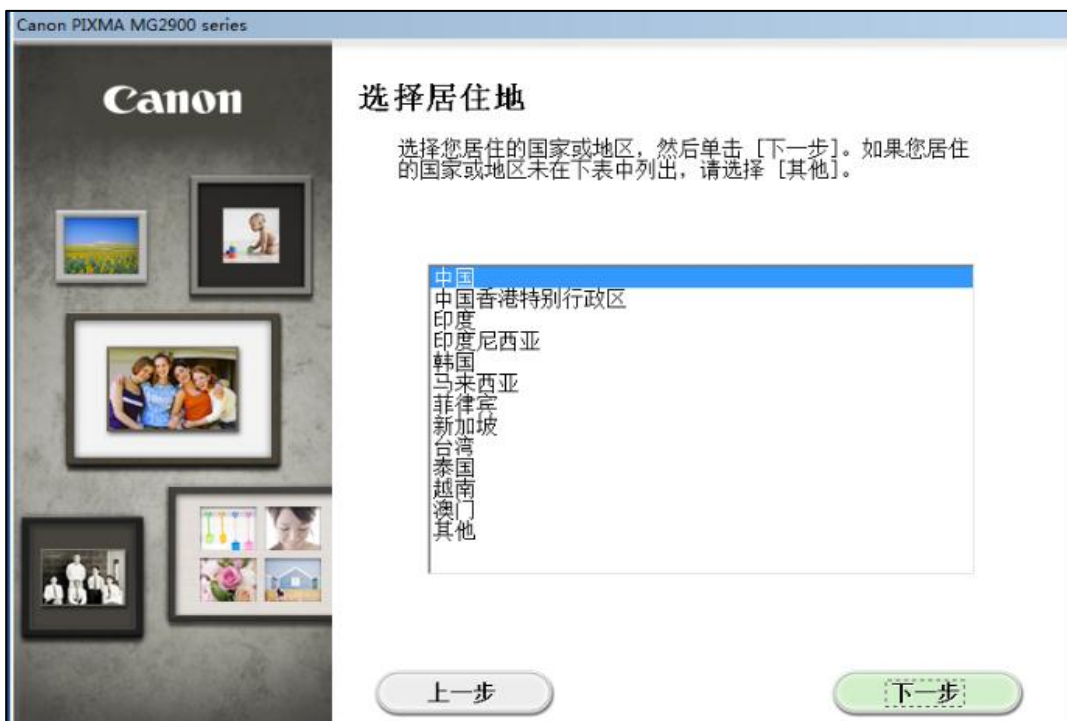 Canon PIXMA MG2900 series
Canon
选择居住地
选择您居住的国家或地区，然后单击 [下一步]。如果您居住
的国家或地区未在下表中列出，请选择 [其他]。
中国
中国香港特别行政区
印度
印度尼西亚
韩国
马来西亚
菲律宾
新加坡
台湾
泰国
越南
澳门
其他
上一步
下一步